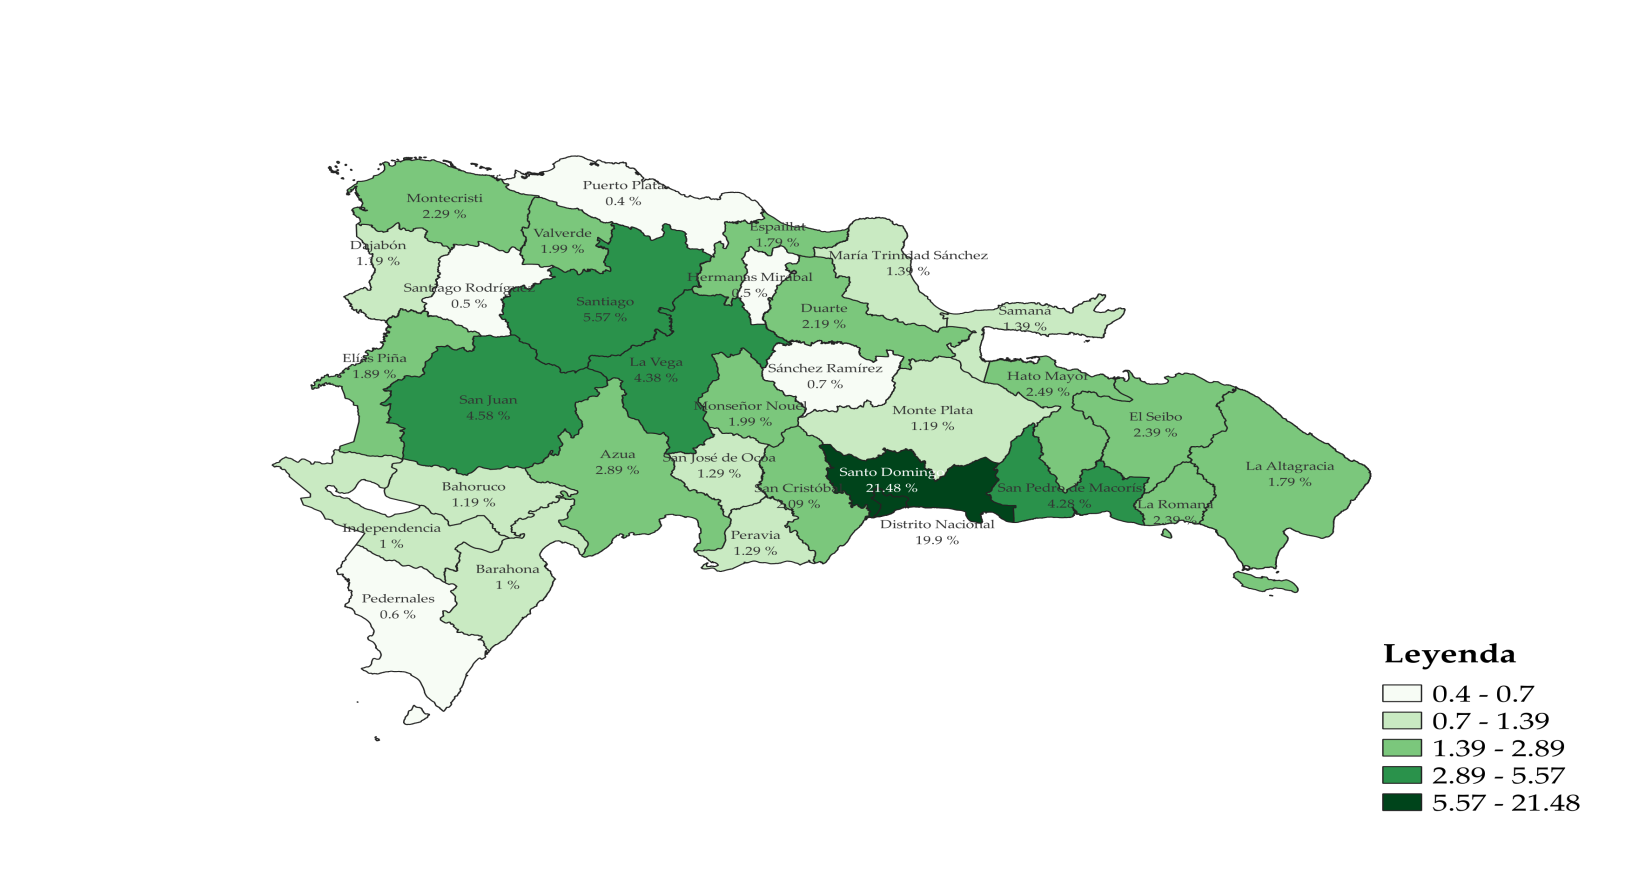 Puerto Plata
0.4 %
Montecristi
2.29 %
Valverde
1.99 %
Espaillat
1.79 %
Dajabón
1.19 %
María Trinidad Sánchez
1.39 %
Hermanas Mirabal
0.5 %
Santiago Rodríguez
0.5 %
Santiago
5.57 %
Duarte
2.19 %
Samaná
1.39 %
Elías Piña
1.89 %
La Vega
4.38 %
Sánchez Ramírez
0.7 %
Hato Mayor
2.49 %
San Juan
4.58 %
Monseñor Nouel
1.99 %
Monte Plata
1.19 %
El Seibo
2.39 %
Azua
2.89 %
San José de Ocoa
1.29 %
Santo Doming
21.48 %
La Altagracia
1.79 %
Bahoruco
1.19 %
San Cristóbal
2.09 %
San Pedro de Macorís
4.28 %
La Romana
2.39 %
Independencia
1 %
Peravia
1.29 %
Distrito Nacional
19.9 %
Barahona
1 %
Pedernales
0.6 %
Leyenda
0.4 - 0.7
0.7 - 1.39
1.39 - 2.89
2.89 - 5.57
5.57 - 21.48